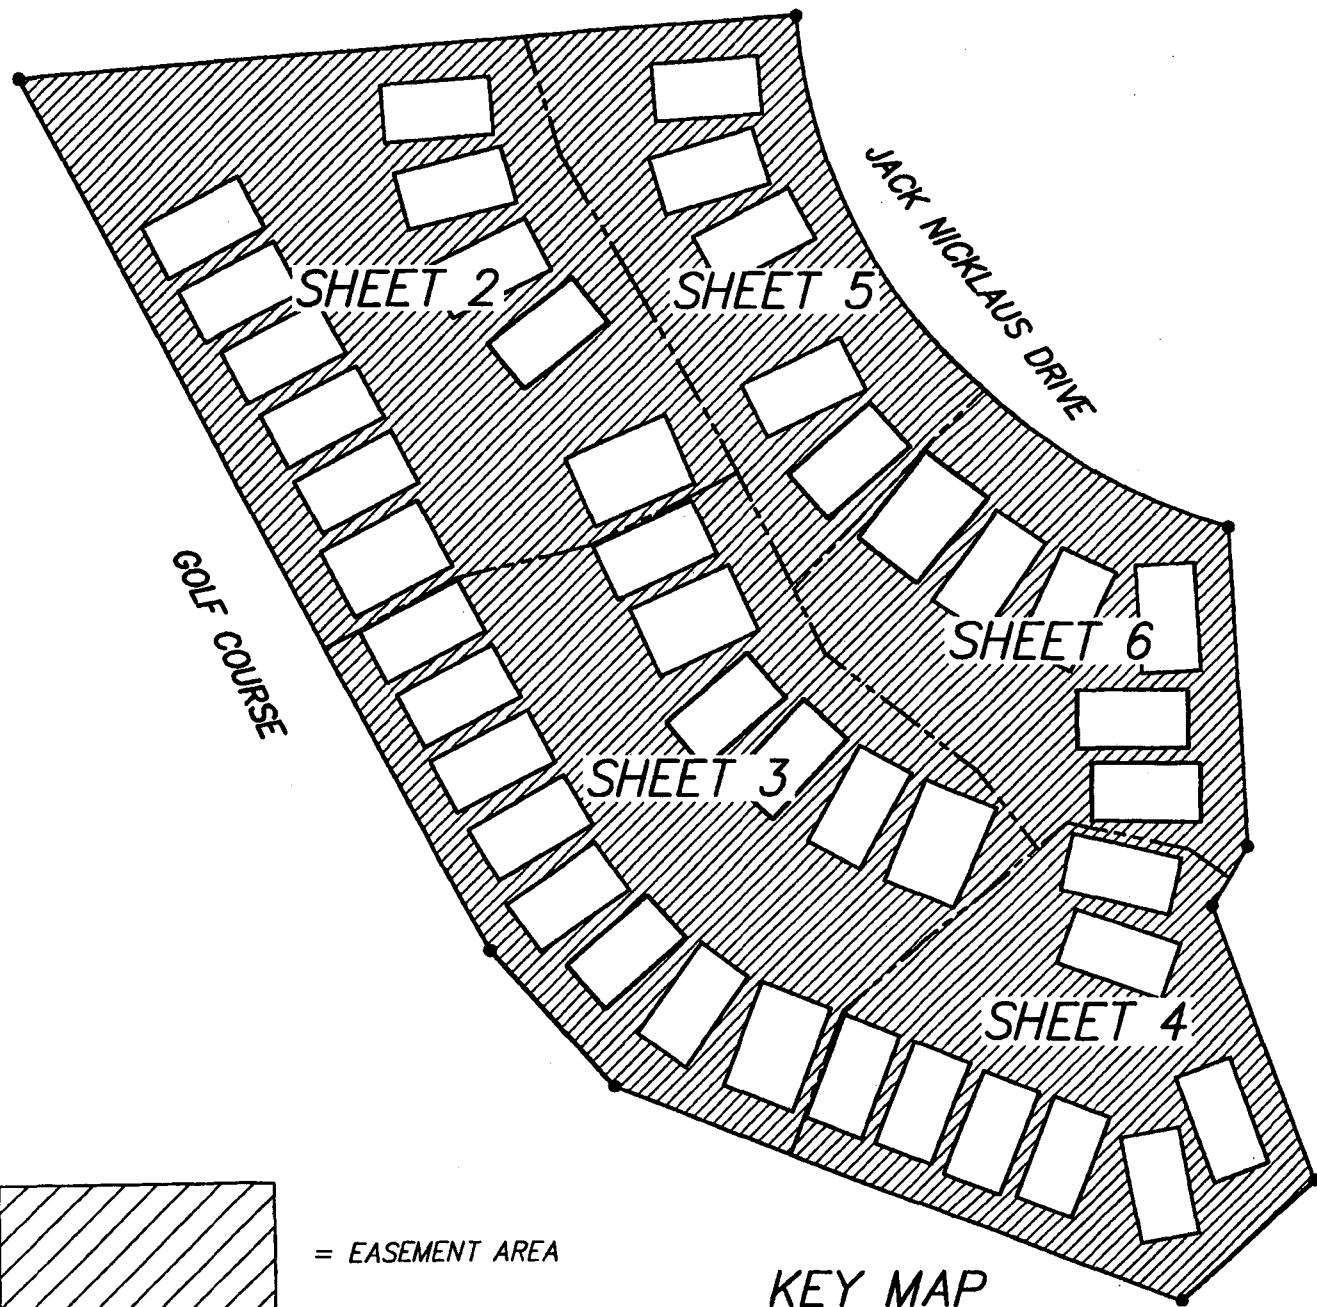 JACK NICKLAUS DRIVE
SHEET 2
SHEET 5
GOLF COURSE
SHEET 6
SHEET 3
SHEET 4
= EASEMENT AREA
KEY MAP